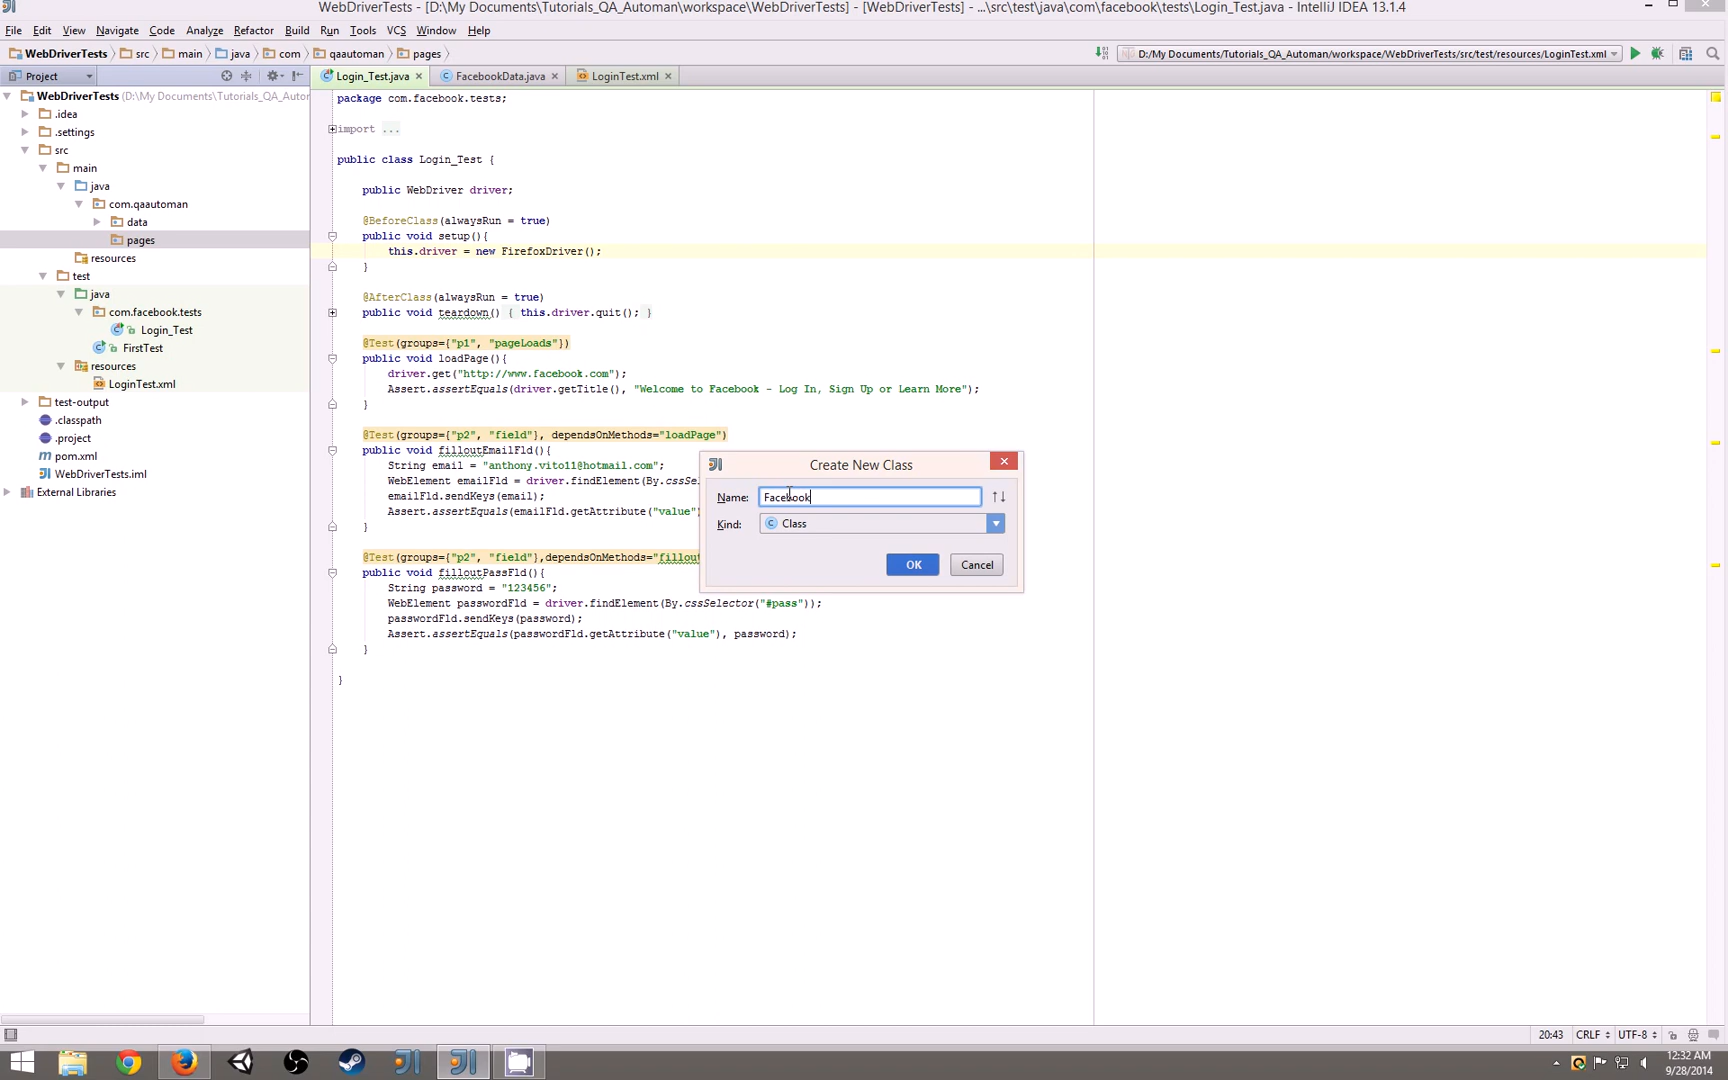 WebDriverTests - [D:\My Documents\Tutorials_QA_Automan\workspace\WebDriverTests] - [WebDriverTests] - ...\src\test\java\com\facebook\tests\Login_Test.java - IntelliJ IDEA 13.1.4
File Edit View Navigate Code Analyze Refactor Build Run Tools VCS Window Help
WebDriverTests src main java com qaautoman pages
D:/My Documents/Tutorials_QA_Automan/workspace/WebDriverTests/src/test/resources/LoginTest.xml
Project
Login_Test.java FacebookData.java LoginTest.xml
WebDriverTests (D:\My Documents\Tutorials_QA_Autor
.idea
.settings
src
main
java
com.qaautoman
data
pages
resources
test
java
com.facebook.tests
Login_Test
FirstTest
resources
LoginTest.xml
test-output
.classpath
.project
pom.xml
WebDriverTests.iml
External Libraries
package com.facebook.tests;
import ...
public class Login_Test {
public WebDriver driver;
@BeforeClass(alwaysRun = true)
public void setup(){
this.driver = new FirefoxDriver();
}
@AfterClass(alwaysRun = true)
public void teardown() { this.driver.quit(); }
@Test(groups={"p1", "pageLoads"})
public void loadPage(){
driver.get("http://www.facebook.com");
Assert.assertEquals(driver.getTitle(), "Welcome to Facebook - Log In, Sign Up or Learn More");
}
@Test(groups={"p2", "field"}, dependsOnMethods="loadPage")
public void filloutEmailFld(){
String email = "anthony.vito11@hotmail.com";
WebElement emailFld = driver.findElement(By.cssSe
emailFld.sendKeys(email);
Assert.assertEquals(emailFld.getAttribute("value")
}
@Test(groups={"p2", "field"},dependsOnMethods="fillou
public void filloutPassFld(){
String password = "123456";
WebElement passwordFld = driver.findElement(By.cssSelector("#pass"));
passwordFld.sendKeys(password);
Assert.assertEquals(passwordFld.getAttribute("value"), password);
}
}
Create New Class
Name: Facebook
Kind: Class
OK Cancel
20:43 CRLF UTF-8
12:32 AM
9/28/2014